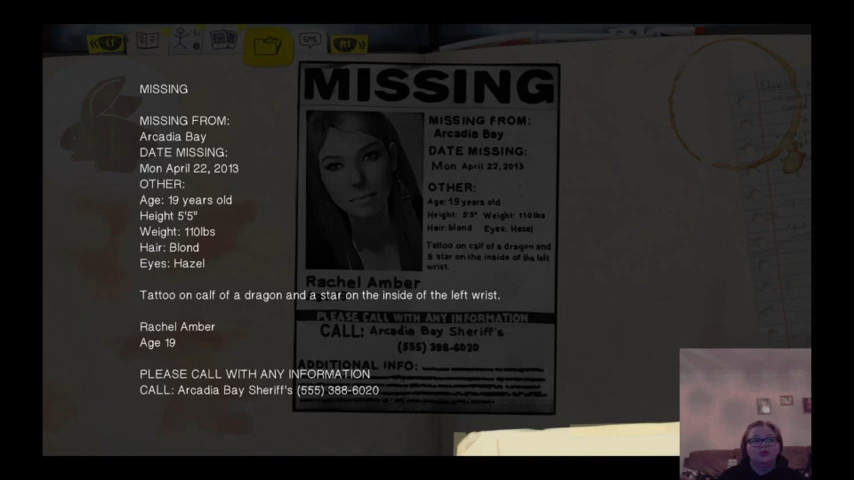 L1
SMS
R1
MISSING
MISSING FROM:
Arcadia Bay
DATE MISSING:
Mon April 22, 2013
OTHER:
Age: 19 years old
Height 5'5"
Weight: 110lbs
Hair: Blond
Eyes: Hazel
Tattoo on calf of a dragon and a star on the inside of the left wrist.
Rachel Amber
Age 19
PLEASE CALL WITH ANY INFORMATION
CALL: Arcadia Bay Sheriff's (555) 388-6020
MISSING
MISSING FROM:
Arcadia Bay
DATE MISSING:
Mon April 22, 2013
OTHER:
Age: 19 years old
Height: 5'5" Weight: 110lbs
Hair: blond Eyes: Hazel
Tattoo on calf of a dragon and
a star on the inside of the left
wrist.
Rachel Amber
PLEASE CALL WITH ANY INFORMATION
CALL: Arcadia Bay Sheriff's
(555) 388-6020
ADDITIONAL INFO: